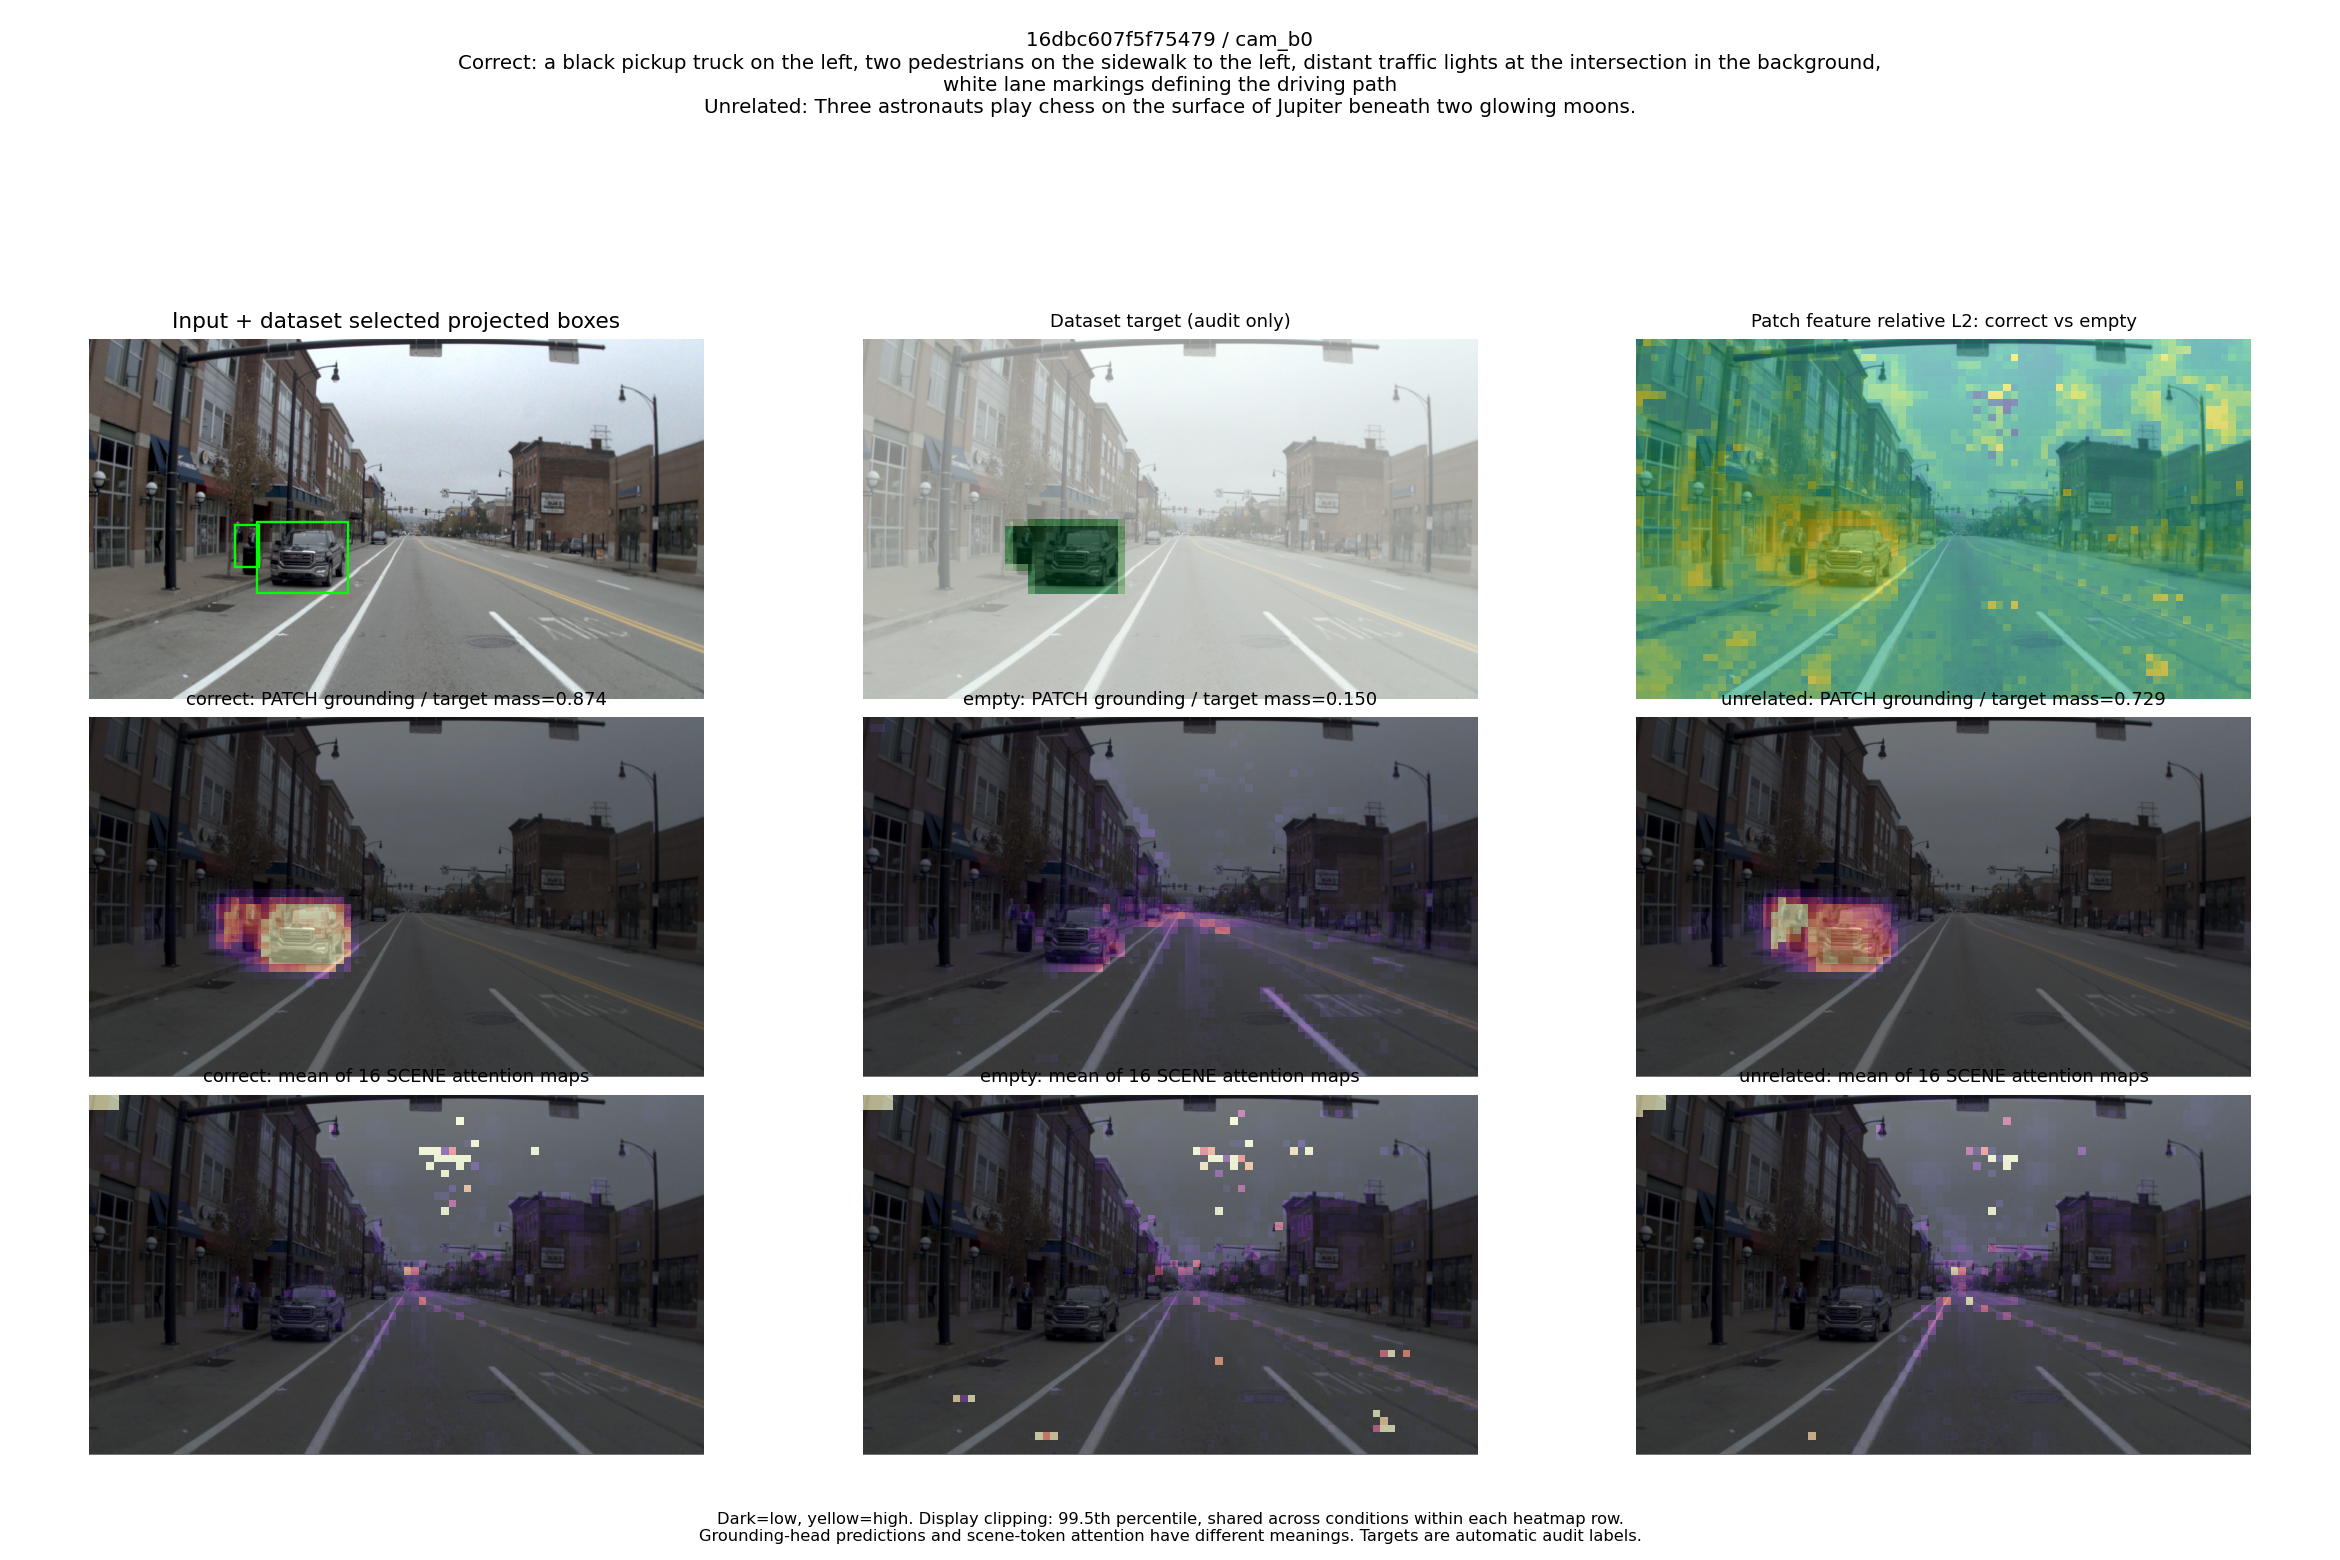 16dbc607f5f75479 / cam_b0
Correct: a black pickup truck on the left, two pedestrians on the sidewalk to the left, distant traffic lights at the intersection in the background,
white lane markings defining the driving path
Unrelated: Three astronauts play chess on the surface of Jupiter beneath two glowing moons.
Input + dataset selected projected boxes
Dataset target (audit only)
Patch feature relative L2: correct vs empty
correct: PATCH grounding / target mass=0.874
empty: PATCH grounding / target mass=0.150
unrelated: PATCH grounding / target mass=0.729
correct: mean of 16 SCENE attention maps
empty: mean of 16 SCENE attention maps
unrelated: mean of 16 SCENE attention maps
Dark=low, yellow=high. Display clipping: 99.5th percentile, shared across conditions within each heatmap row.
Grounding-head predictions and scene-token attention have different meanings. Targets are automatic audit labels.